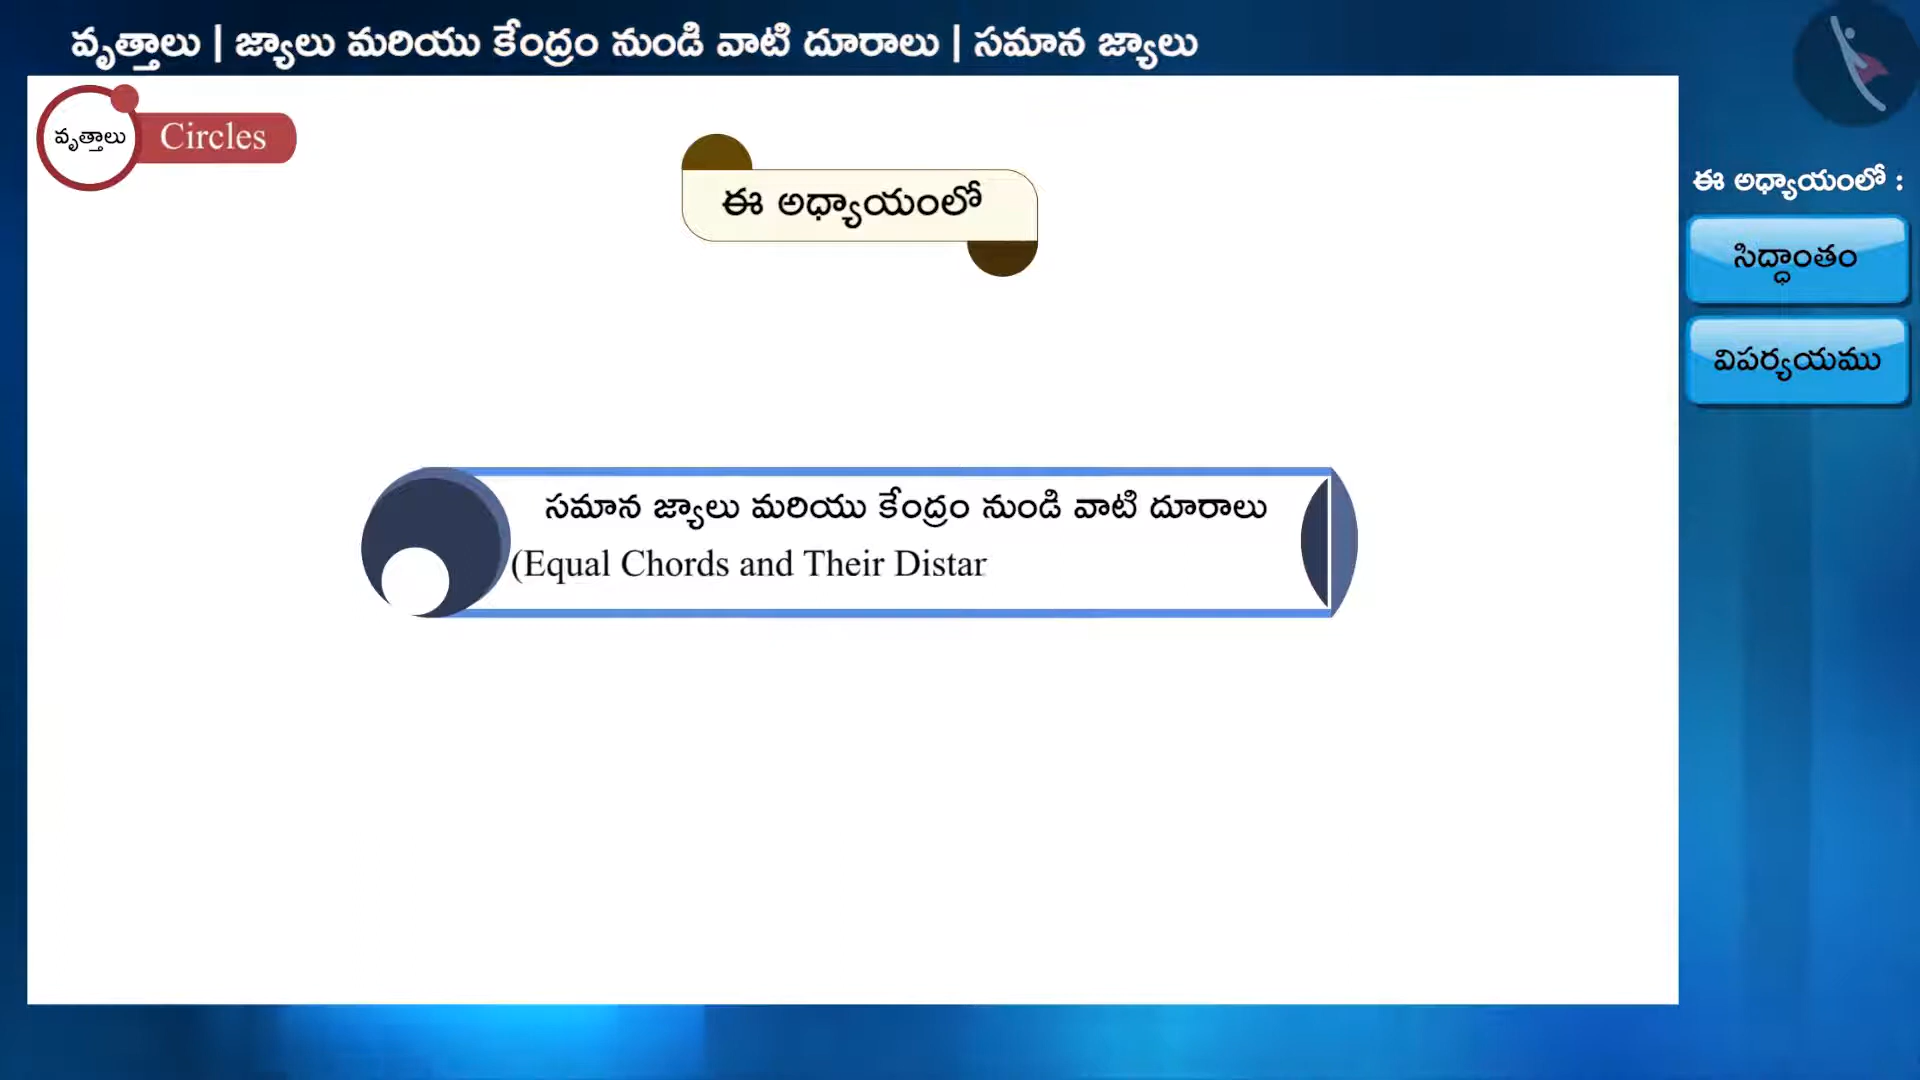 వృత్తాలు | జ్యాలు మరియు కేంద్రం నుండి వాటి దూరాలు | సమాన జ్యాలు
వృత్తాలు Circles
ఈ అధ్యాయంలో
ఈ అధ్యాయంలో :
సిద్ధాంతం
విపర్యయము
సమాన జ్యాలు మరియు కేంద్రం నుండి వాటి దూరాలు
(Equal Chords and Their Distar